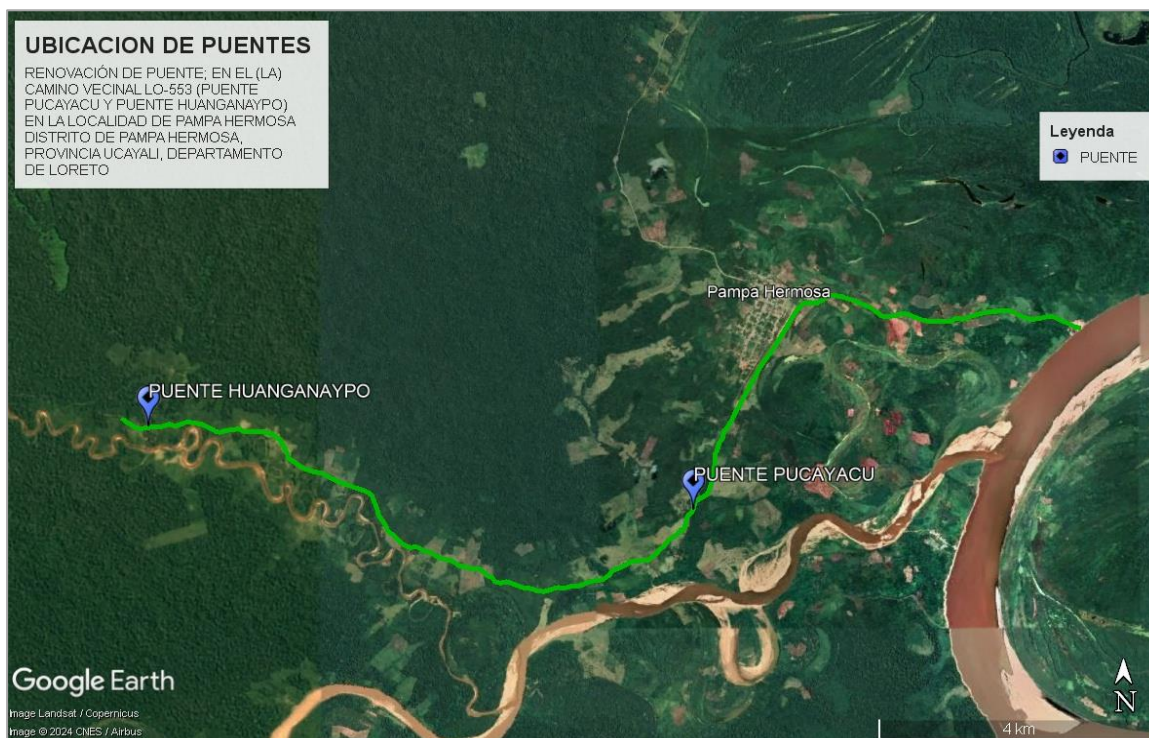 UBICACION DE PUENTES
RENOVACIÓN DE PUENTE; EN EL (LA)
CAMINO VECINAL LO-553 (PUENTE
PUCAYACU Y PUENTE HUANGANAYPO)
EN LA LOCALIDAD DE PAMPA HERMOSA
DISTRITO DE PAMPA HERMOSA,
PROVINCIA UCAYALI, DEPARTAMENTO
DE LORETO
Leyenda
PUENTE
Pampa Hermosa
PUENTE HUANGANAYPO
PUENTE PUCAYACU
Google Earth
Image Landsat / Copernicus
Image © 2024 CNES / Airbus
4 km
N